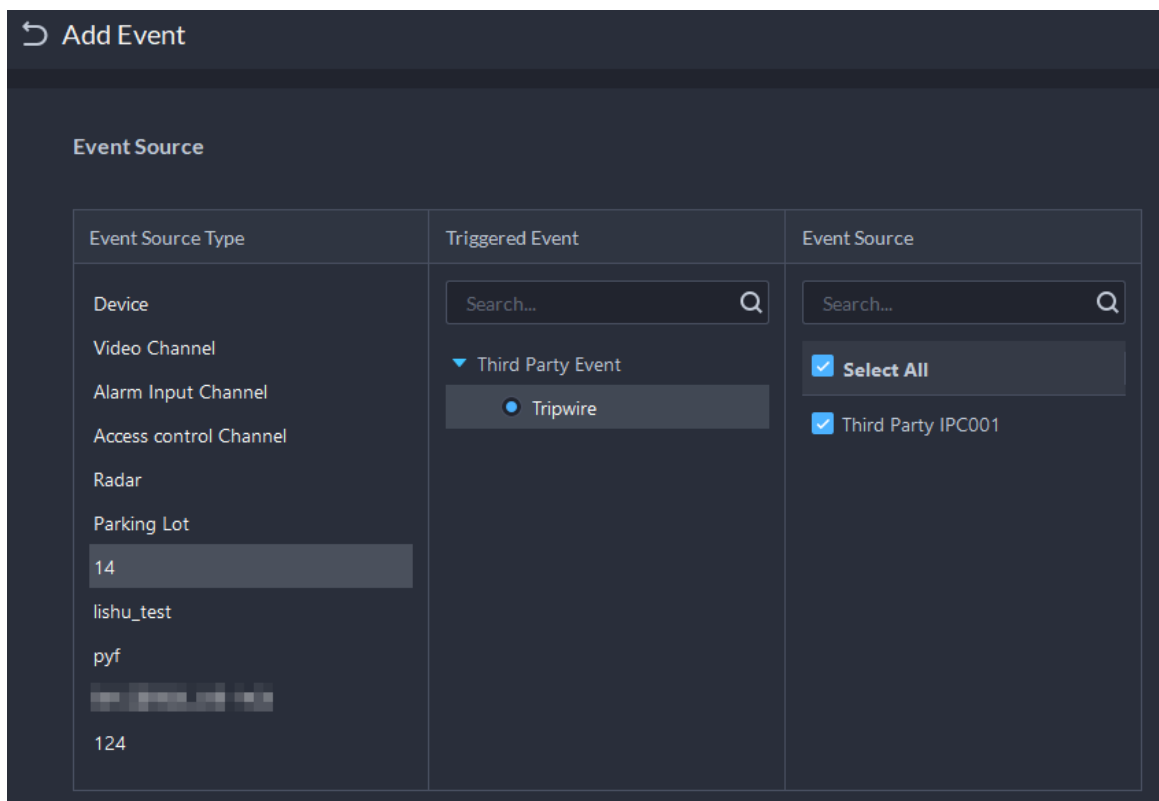 Add Event
Event Source
Event Source Type
Triggered Event
Event Source
Device
Video Channel
Alarm Input Channel
Access control Channel
Radar
Parking Lot
14
lishu_test
pyf
124
Search...
Third Party Event
Tripwire
Search...
Select All
Third Party IPC001